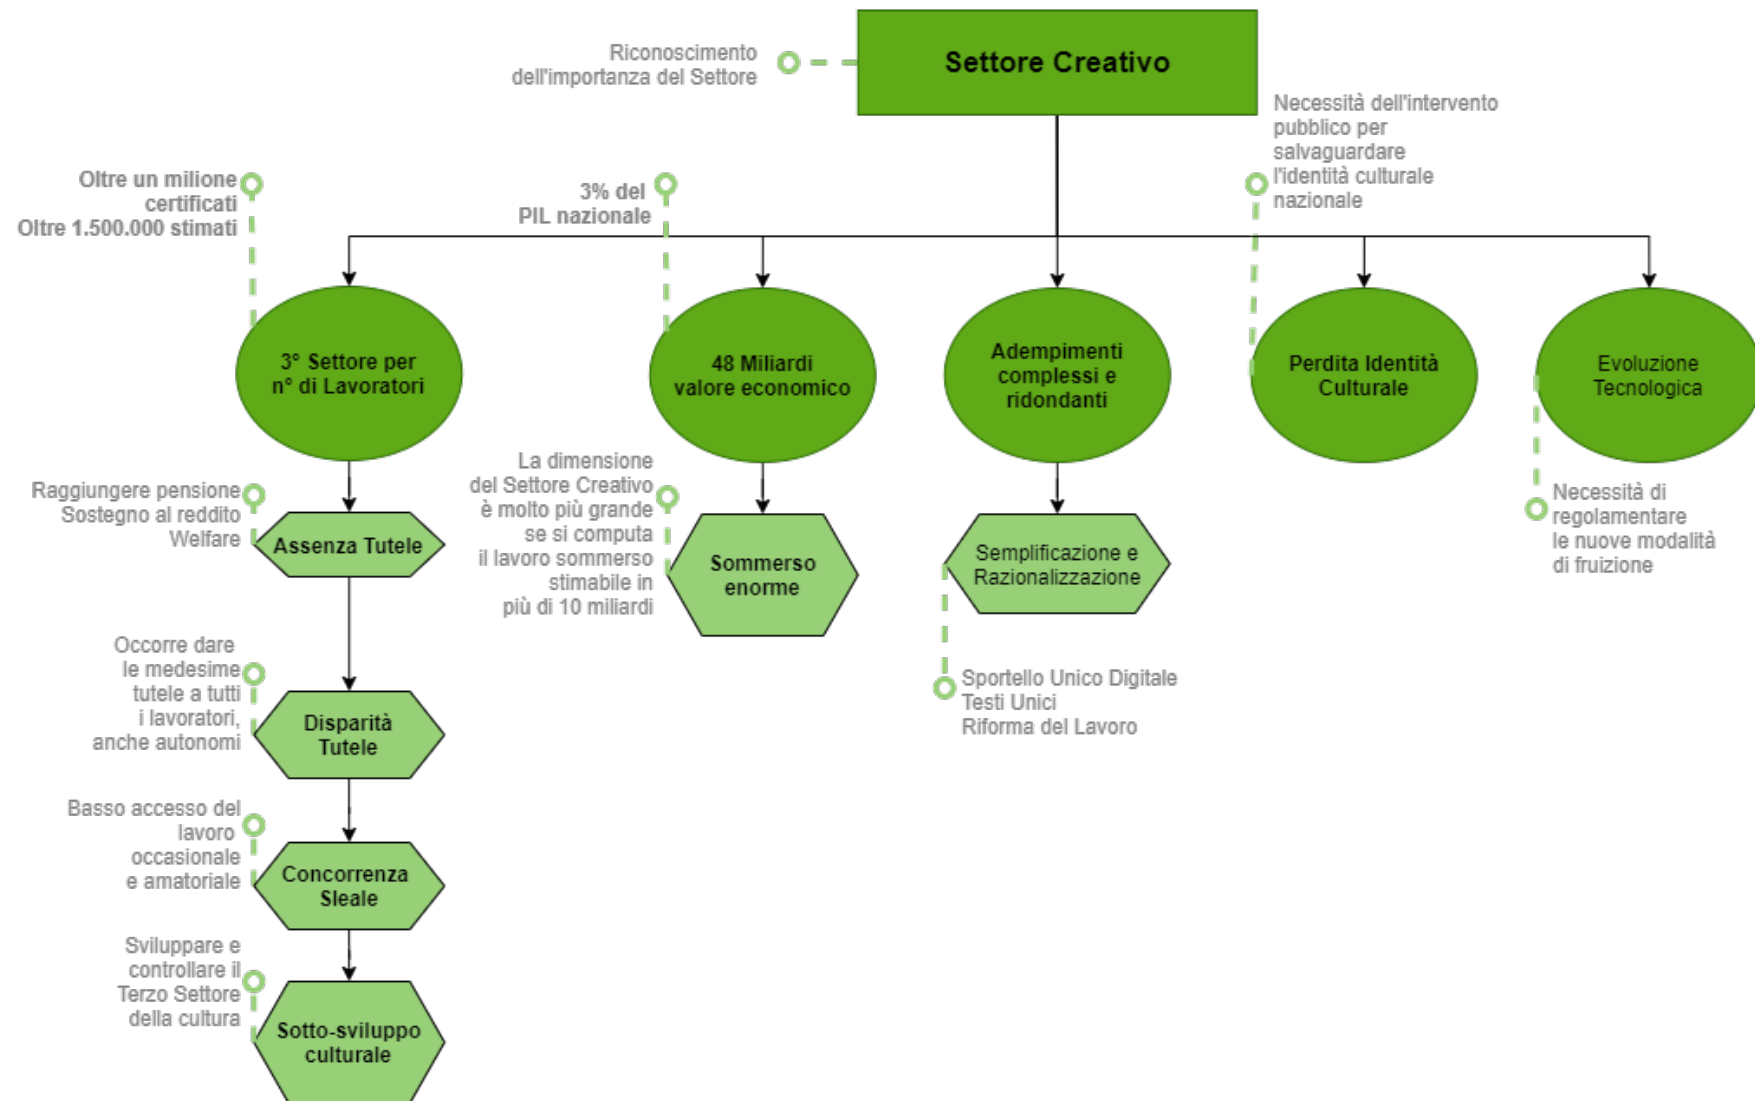 Riconoscimento
dell'importanza del Settore
Settore Creativo
Necessità dell'intervento
pubblico per
salvaguardare
l'identità culturale
nazionale
Oltre un milione
certificati
Oltre 1.500.000 stimati
3% del
PIL nazionale
3° Settore per
n° di Lavoratori
48 Miliardi
valore economico
Adempimenti
complessi e
ridondanti
Perdita Identità
Culturale
Evoluzione
Tecnologica
Raggiungere pensione
Sostegno al reddito
Welfare
Assenza Tutele
La dimensione
del Settore Creativo
è molto più grande
se si computa
il lavoro sommerso
stimabile in
più di 10 miliardi
Sommerso
enorme
Semplificazione e
Razionalizzazione
Necessità di
regolamentare
le nuove modalità
di fruizione
Sportello Unico Digitale
Testi Unici
Riforma del Lavoro
Occorre dare
le medesime
tutele a tutti
i lavoratori,
anche autonomi
Disparità
Tutele
Basso accesso del
lavoro
occasionale
e amatoriale
Concorrenza
Sleale
Sviluppare e
controllare il
Terzo Settore
della cultura
Sotto-sviluppo
culturale